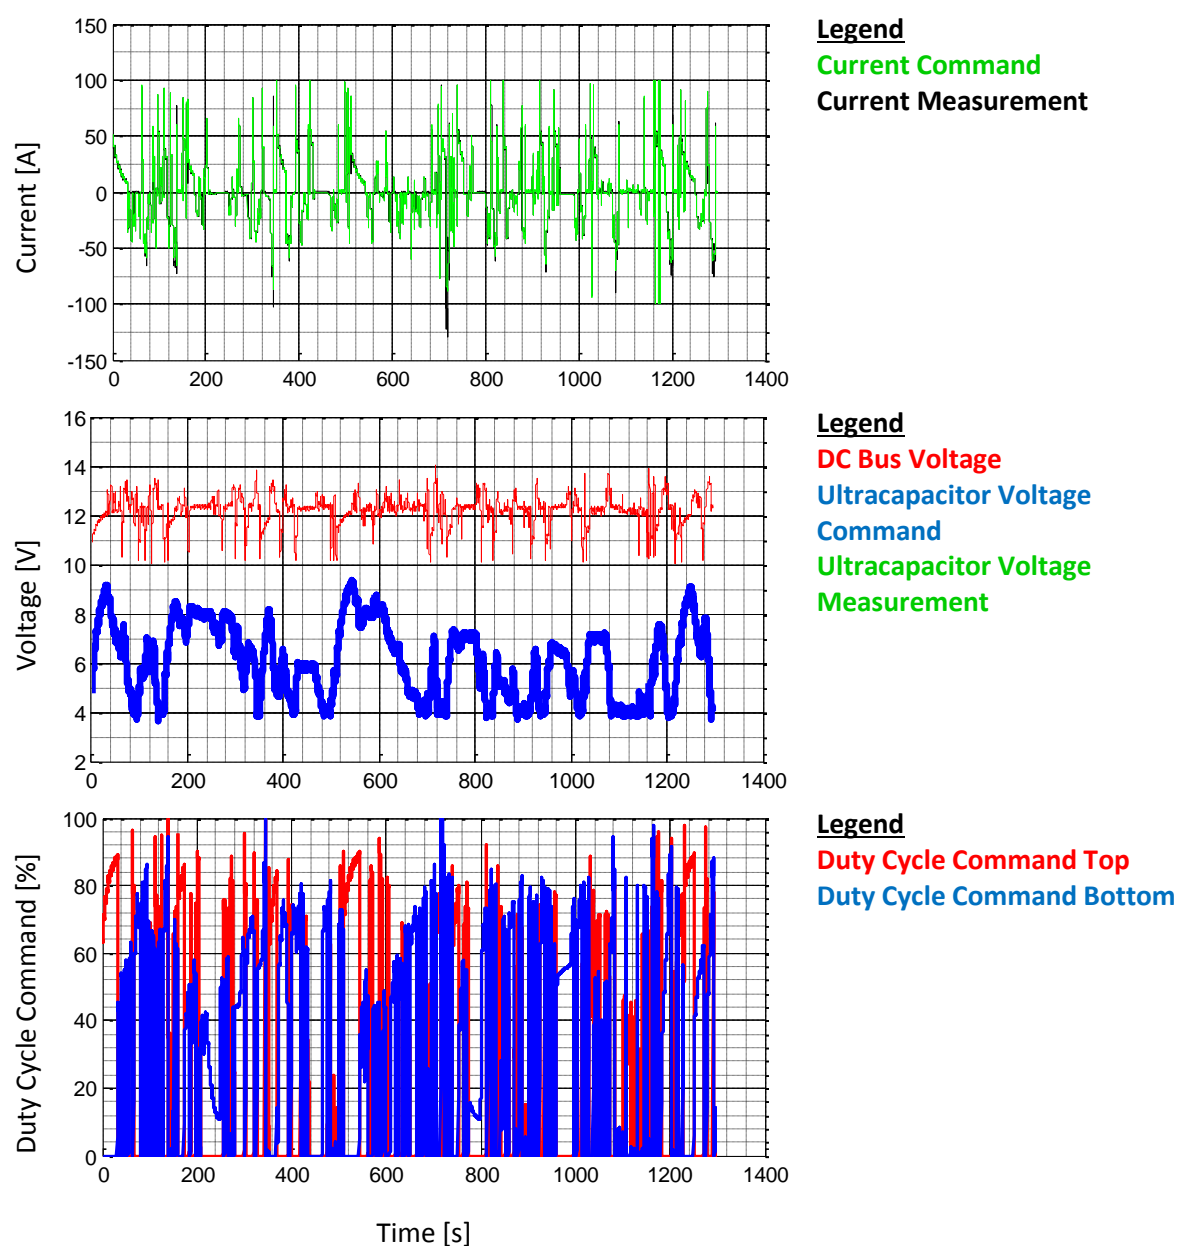 150
100
50
0
-50
-100
-150
Current [A]
0 200 400 600 800 1000 1200 1400
Legend
Current Command
Current Measurement
16
14
12
10
8
6
4
2
Voltage [V]
0 200 400 600 800 1000 1200 1400
Legend
DC Bus Voltage
Ultracapacitor Voltage
Command
Ultracapacitor Voltage
Measurement
100
80
60
40
20
0
Duty Cycle Command [%]
0 200 400 600 800 1000 1200 1400
Time [s]
Legend
Duty Cycle Command Top
Duty Cycle Command Bottom